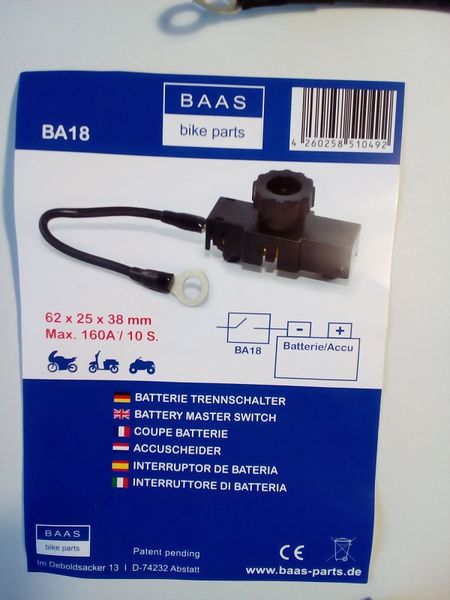 BAAS
bike parts
BA18
4 260258 510492
62 x 25 x 38 mm
Max. 160A / 10 S.
BA18
- +
Batterie/Accu
BATTERIE TRENNSCHALTER
BATTERY MASTER SWITCH
COUPE BATTERIE
ACCUSCHEIDER
INTERRUPTOR DE BATERIA
INTERRUTTORE DI BATTERIA
BAAS
bike parts
Patent pending
CE
Im Deboldsacker 13 I D-74232 Abstatt
www.baas-parts.de